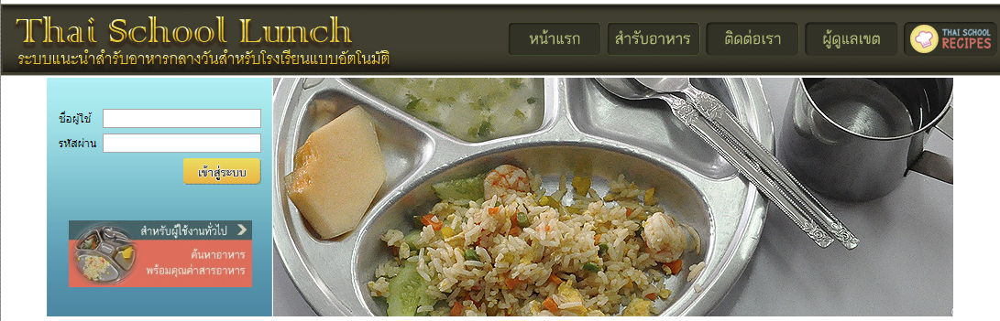 Thai School Lunch
ระบบแนะนำสำรับอาหารกลางวันสำหรับโรงเรียนแบบอัตโนมัติ
หน้าแรก
สำรับอาหาร
ติดต่อเรา
ผู้ดูแลเขต
THAI SCHOOL
RECIPES
ชื่อผู้ใช้
รหัสผ่าน
เข้าสู่ระบบ
สำหรับผู้ใช้งานทั่วไป
ค้นหาอาหาร
พร้อมคุณค่าสารอาหาร